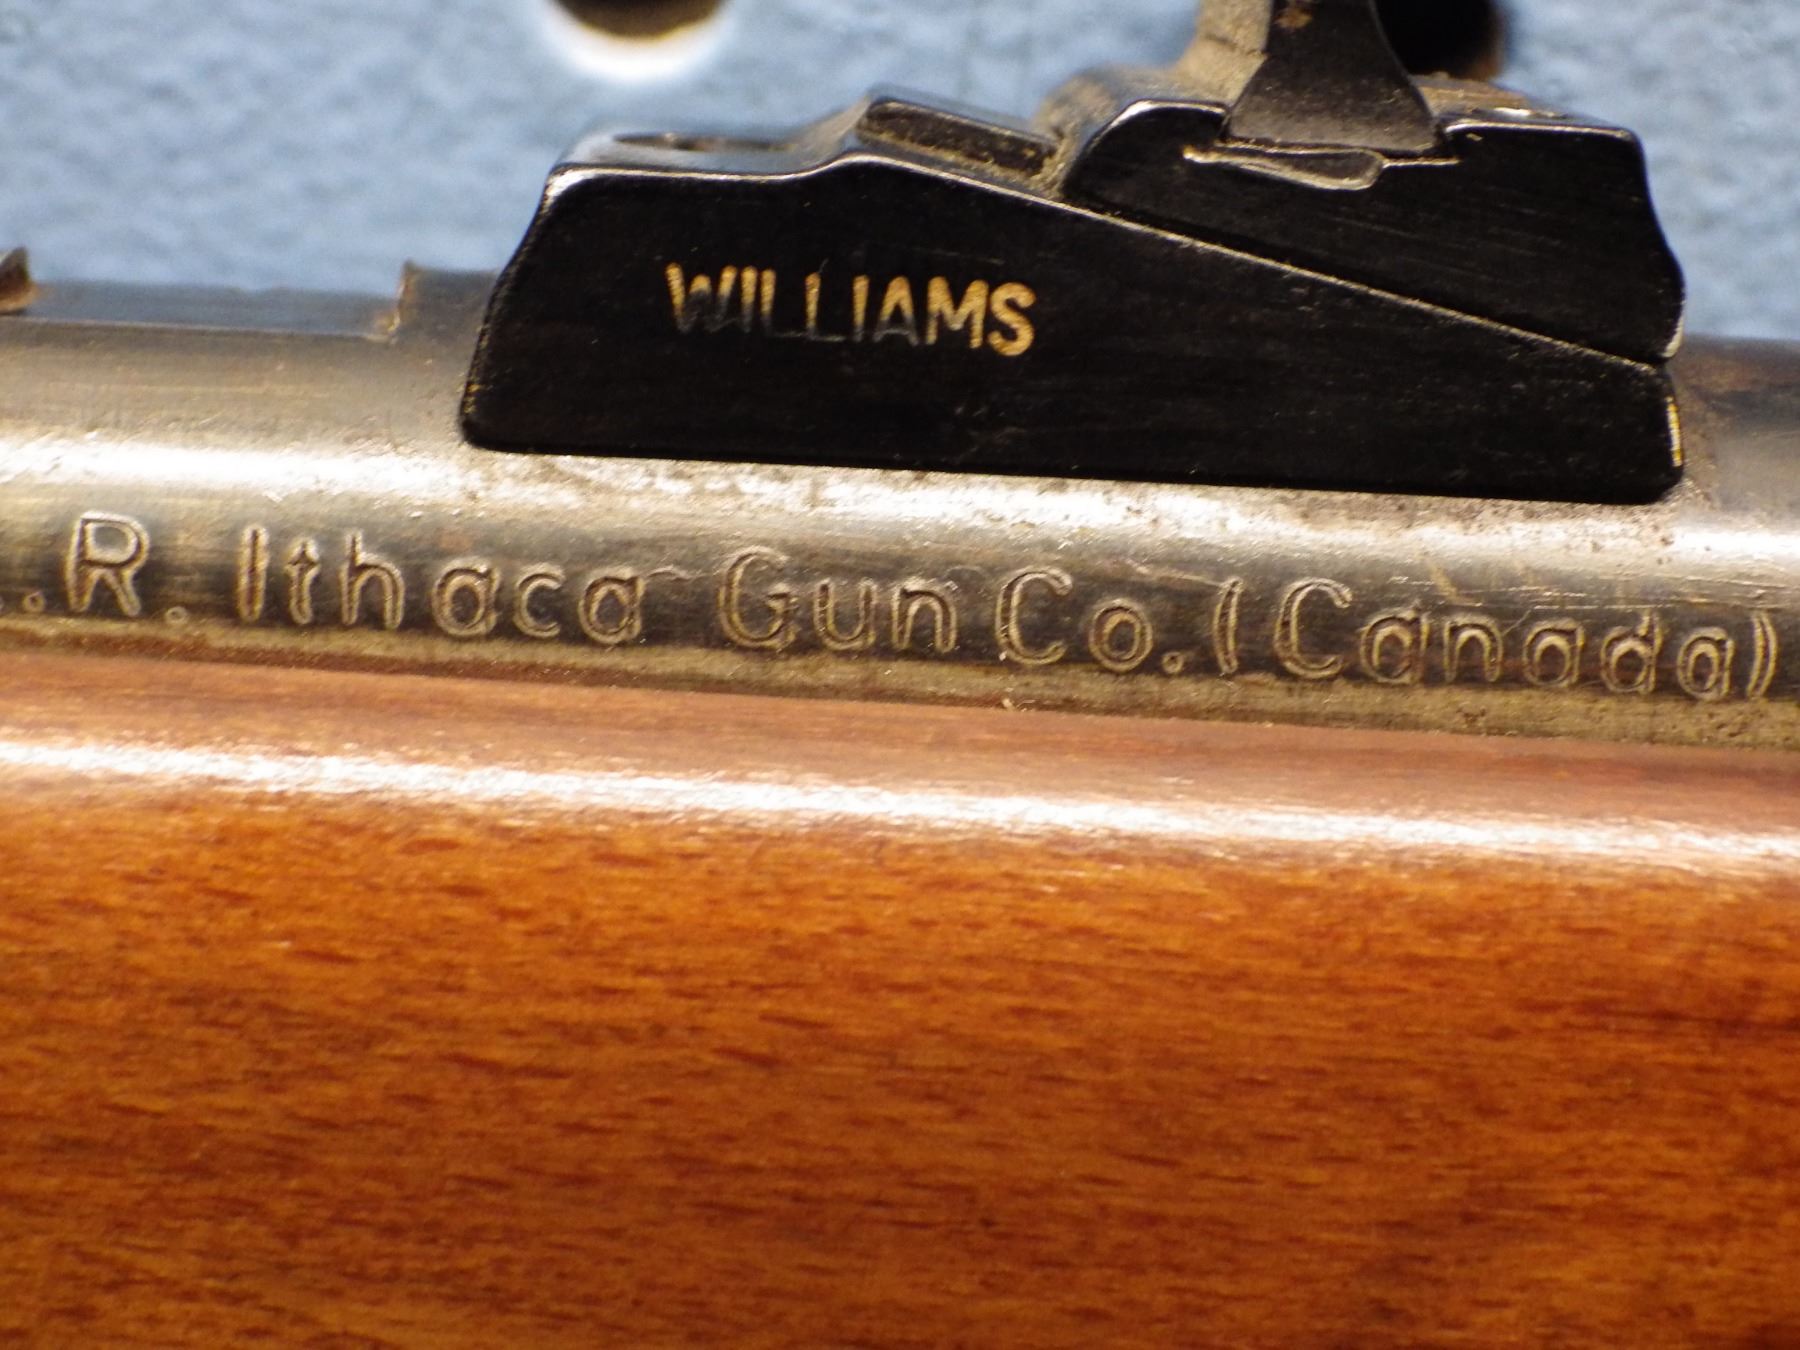 WILLIAMS
.R. Ithaca Gun Co. (Canada)